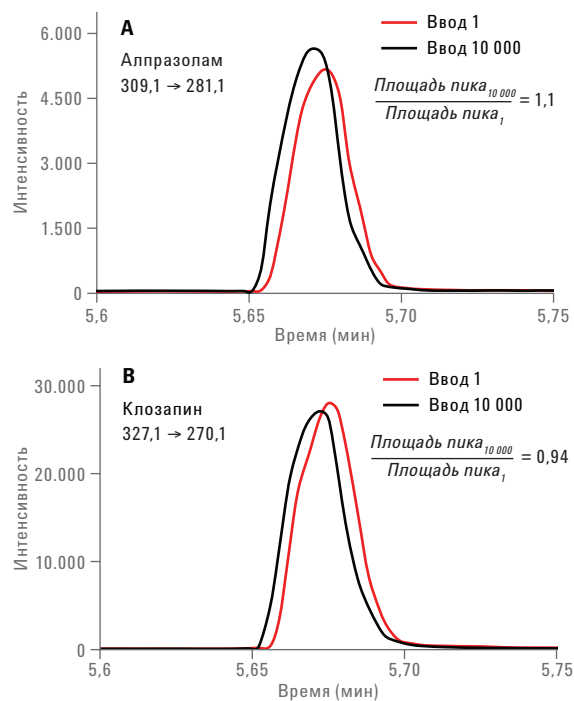 A
Алпразолам
309,1 → 281,1
Ввод 1
Ввод 10 000
Площадь пика10 000
Площадь пика1
= 1,1
Интенсивность
6.000
4.500
3.000
1.500
0
5,6
5,65
5,70
5,75
Время (мин)
B
Клозапин
327,1 → 270,1
Ввод 1
Ввод 10 000
Площадь пика10 000
Площадь пика1
= 0,94
Интенсивность
30.000
20.000
10.000
0
5,6
5,65
5,70
5,75
Время (мин)